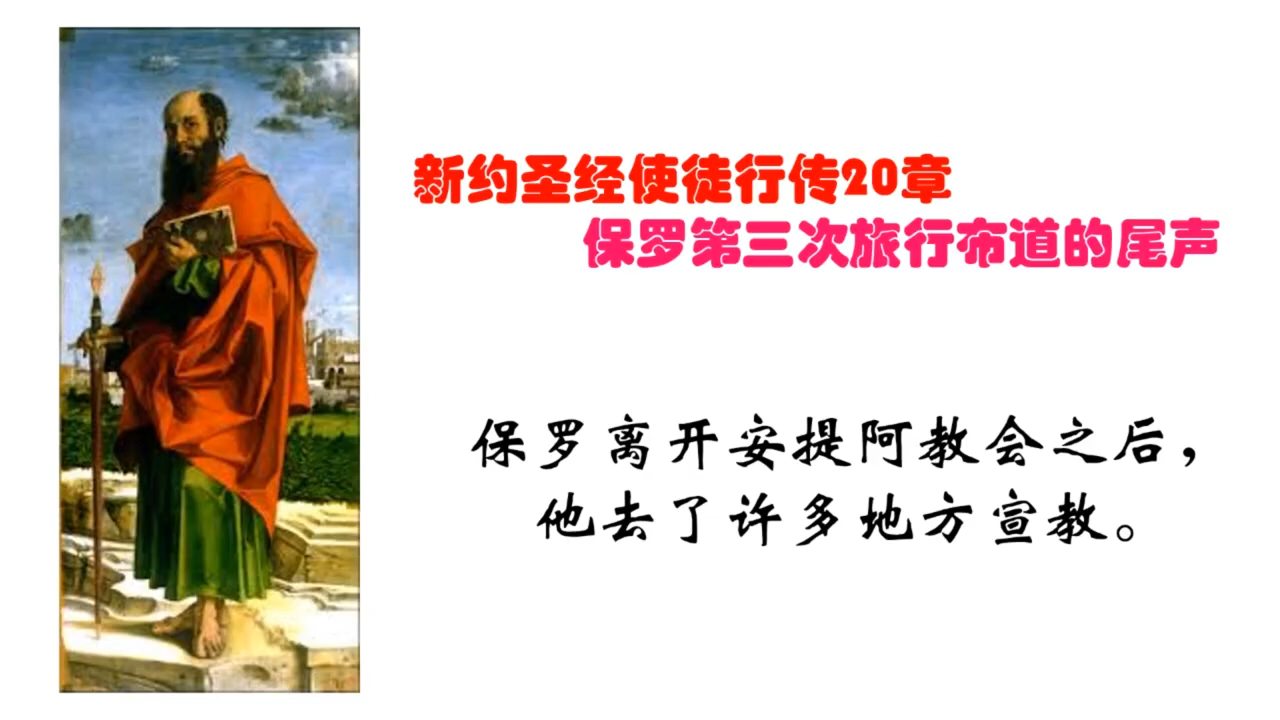 新约圣经使徒行传20章
保罗第三次旅行布道的尾声
保罗离开安提阿教会之后，
他去了许多地方宣教。